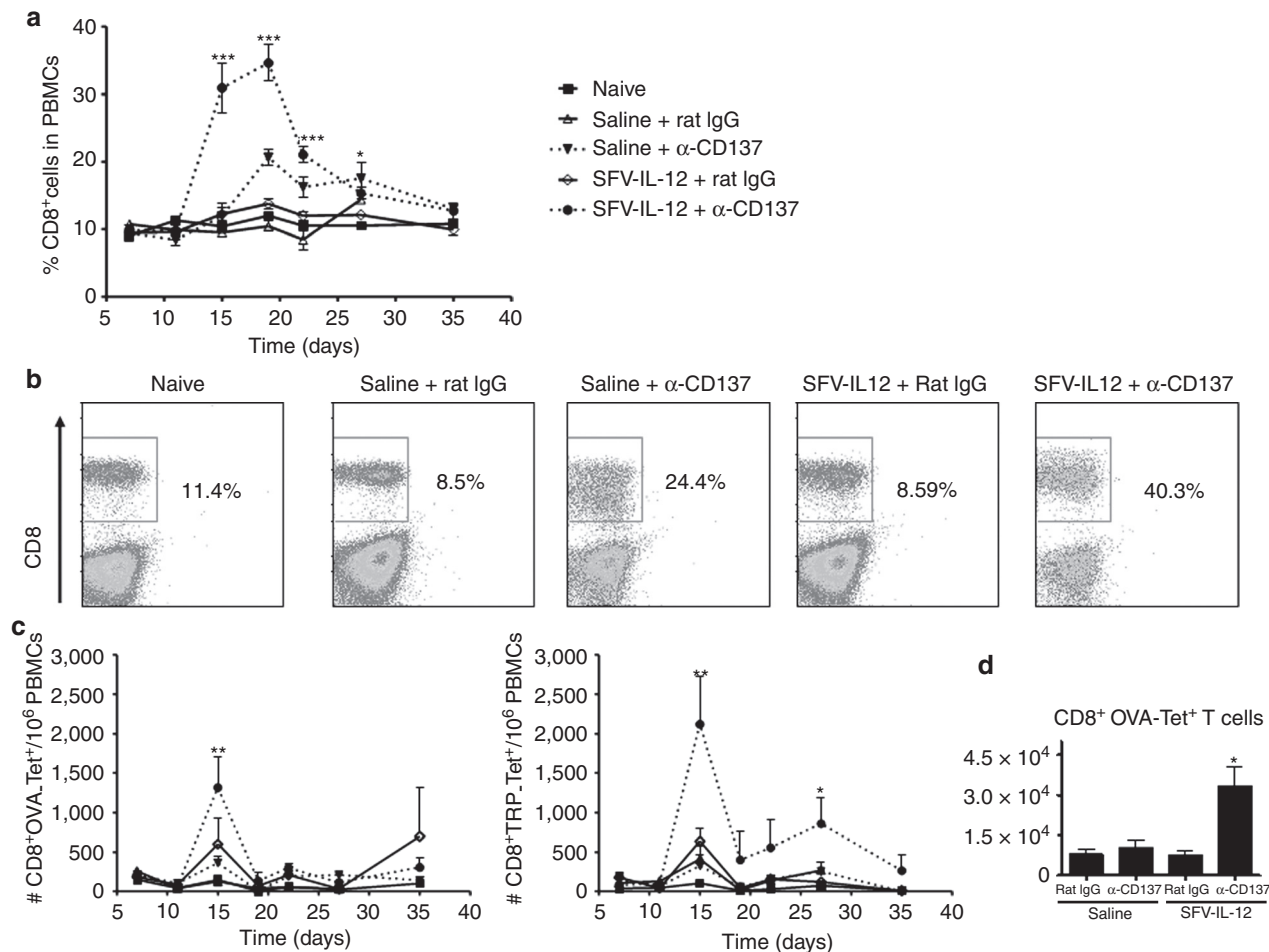 a
40
30
20
10
0
% CD8+cells in PBMCs
***
***
***
*
5 10 15 20 25 30 35 40
Time (days)
Naive
Saline + rat IgG
Saline + α-CD137
SFV-IL-12 + rat IgG
SFV-IL-12 + α-CD137
b
Naive
Saline + rat IgG
Saline + α-CD137
SFV-IL12 + Rat IgG
SFV-IL12 + α-CD137
CD8
11.4%
8.5%
24.4%
8.59%
40.3%
c
# CD8+OVA-Tet+/10⁶ PBMCs
3,000
2,500
2,000
1,500
1,000
500
0
**
5 10 15 20 25 30 35 40
Time (days)
# CD8+TRP-Tet+/10⁶ PBMCs
3,000
2,500
2,000
1,500
1,000
500
0
**
*
5 10 15 20 25 30 35 40
Time (days)
d
CD8+ OVA-Tet+ T cells
4.5 × 10⁴
3.0 × 10⁴
1.5 × 10⁴
0
*
Rat IgG α-CD137 Rat IgG α-CD137
Saline SFV-IL-12